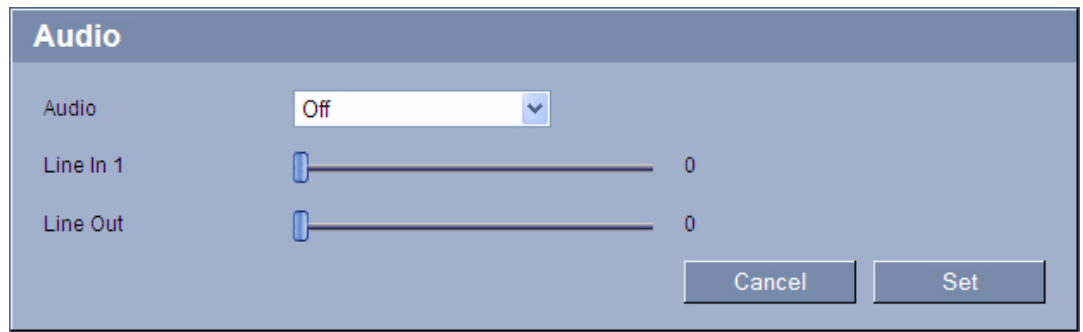 Audio
Audio Off
Line In 1 0
Line Out 0
Cancel Set